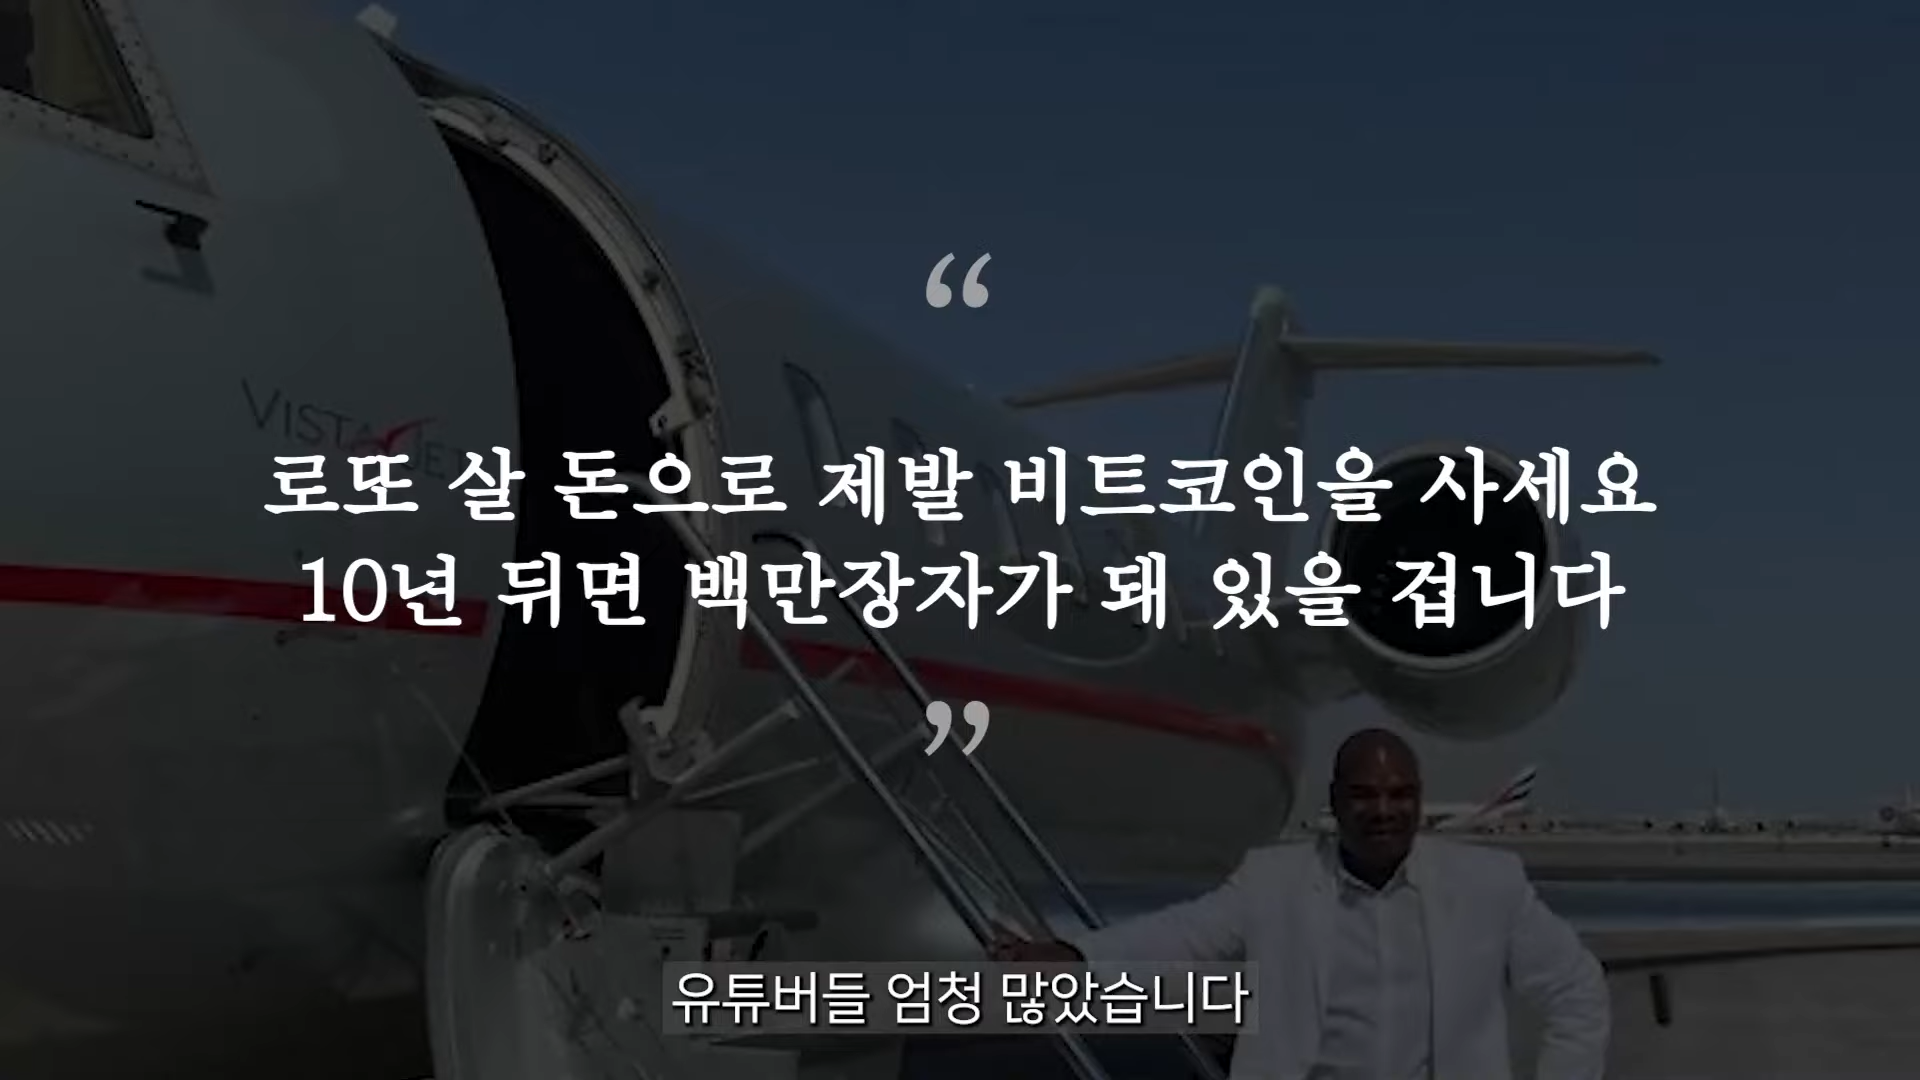 VISTAJET
“
로또 살 돈으로 제발 비트코인을 사세요
10년 뒤면 백만장자가 돼 있을 겁니다
”
유튜버들 엄청 많았습니다